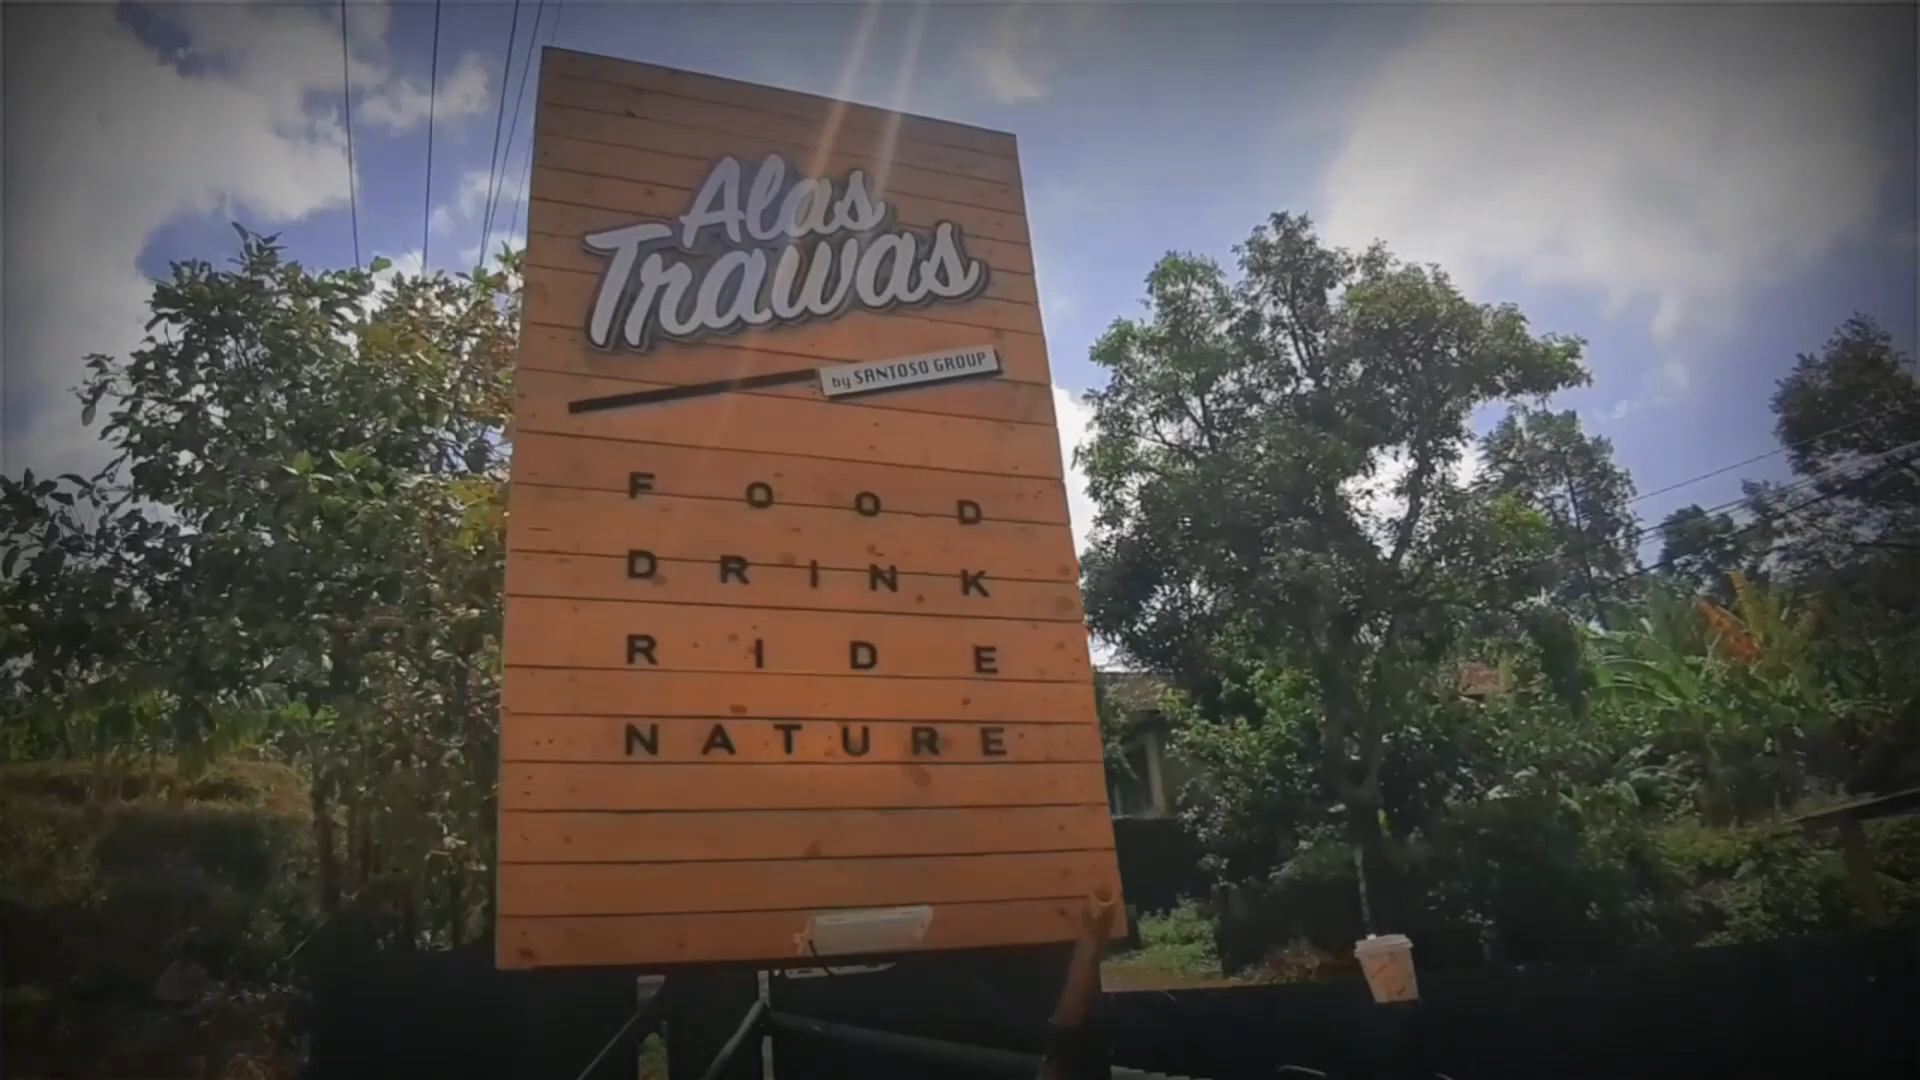 Alas
Trawas
by SANTOSO GROUP
FOOD
DRINK
RIDE
NATURE